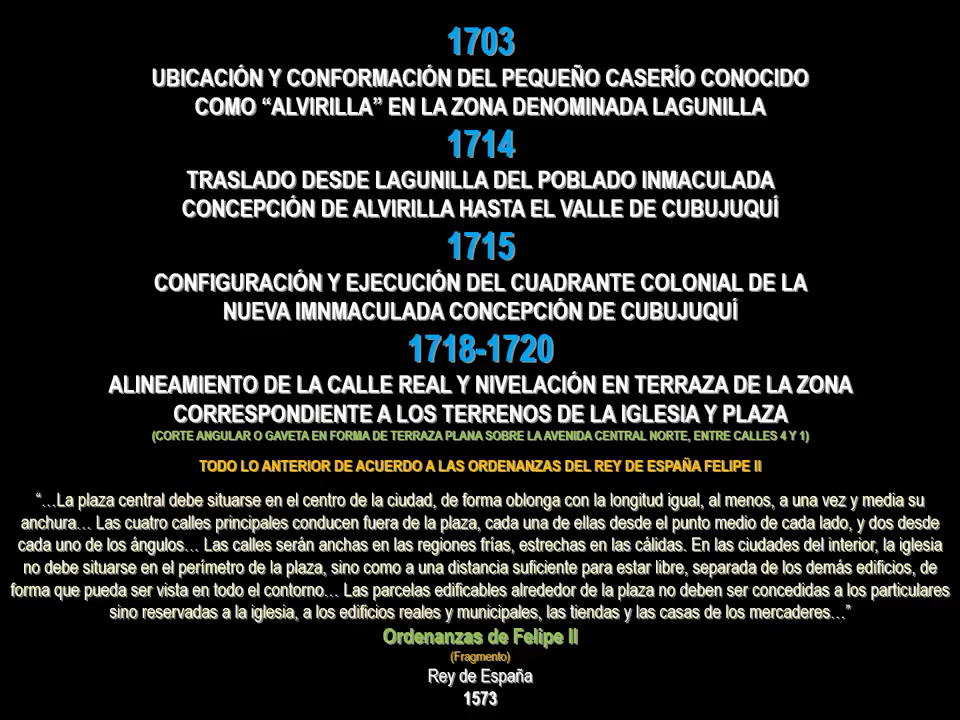 1703
UBICACIÓN Y CONFORMACIÓN DEL PEQUEÑO CASERÍO CONOCIDO
COMO “ALVIRILLA” EN LA ZONA DENOMINADA LAGUNILLA
1714
TRASLADO DESDE LAGUNILLA DEL POBLADO INMACULADA
CONCEPCIÓN DE ALVIRILLA HASTA EL VALLE DE CUBUJUQUÍ
1715
CONFIGURACIÓN Y EJECUCIÓN DEL CUADRANTE COLONIAL DE LA
NUEVA IMNMACULADA CONCEPCIÓN DE CUBUJUQUÍ
1718-1720
ALINEAMIENTO DE LA CALLE REAL Y NIVELACIÓN EN TERRAZA DE LA ZONA
CORRESPONDIENTE A LOS TERRENOS DE LA IGLESIA Y PLAZA
(CORTE ANGULAR O GAVETA EN FORMA DE TERRAZA PLANA SOBRE LA AVENIDA CENTRAL NORTE, ENTRE CALLES 4 Y 1)
TODO LO ANTERIOR DE ACUERDO A LAS ORDENANZAS DEL REY DE ESPAÑA FELIPE II
“…La plaza central debe situarse en el centro de la ciudad, de forma oblonga con la longitud igual, al menos, a una vez y media su
anchura… Las cuatro calles principales conducen fuera de la plaza, cada una de ellas desde el punto medio de cada lado, y dos desde
cada uno de los ángulos… Las calles serán anchas en las regiones frías, estrechas en las cálidas. En las ciudades del interior, la iglesia
no debe situarse en el perímetro de la plaza, sino como a una distancia suficiente para estar libre, separada de los demás edificios, de
forma que pueda ser vista en todo el contorno… Las parcelas edificables alrededor de la plaza no deben ser concedidas a los particulares
sino reservadas a la iglesia, a los edificios reales y municipales, las tiendas y las casas de los mercaderes…”
Ordenanzas de Felipe II
(Fragmento)
Rey de España
1573